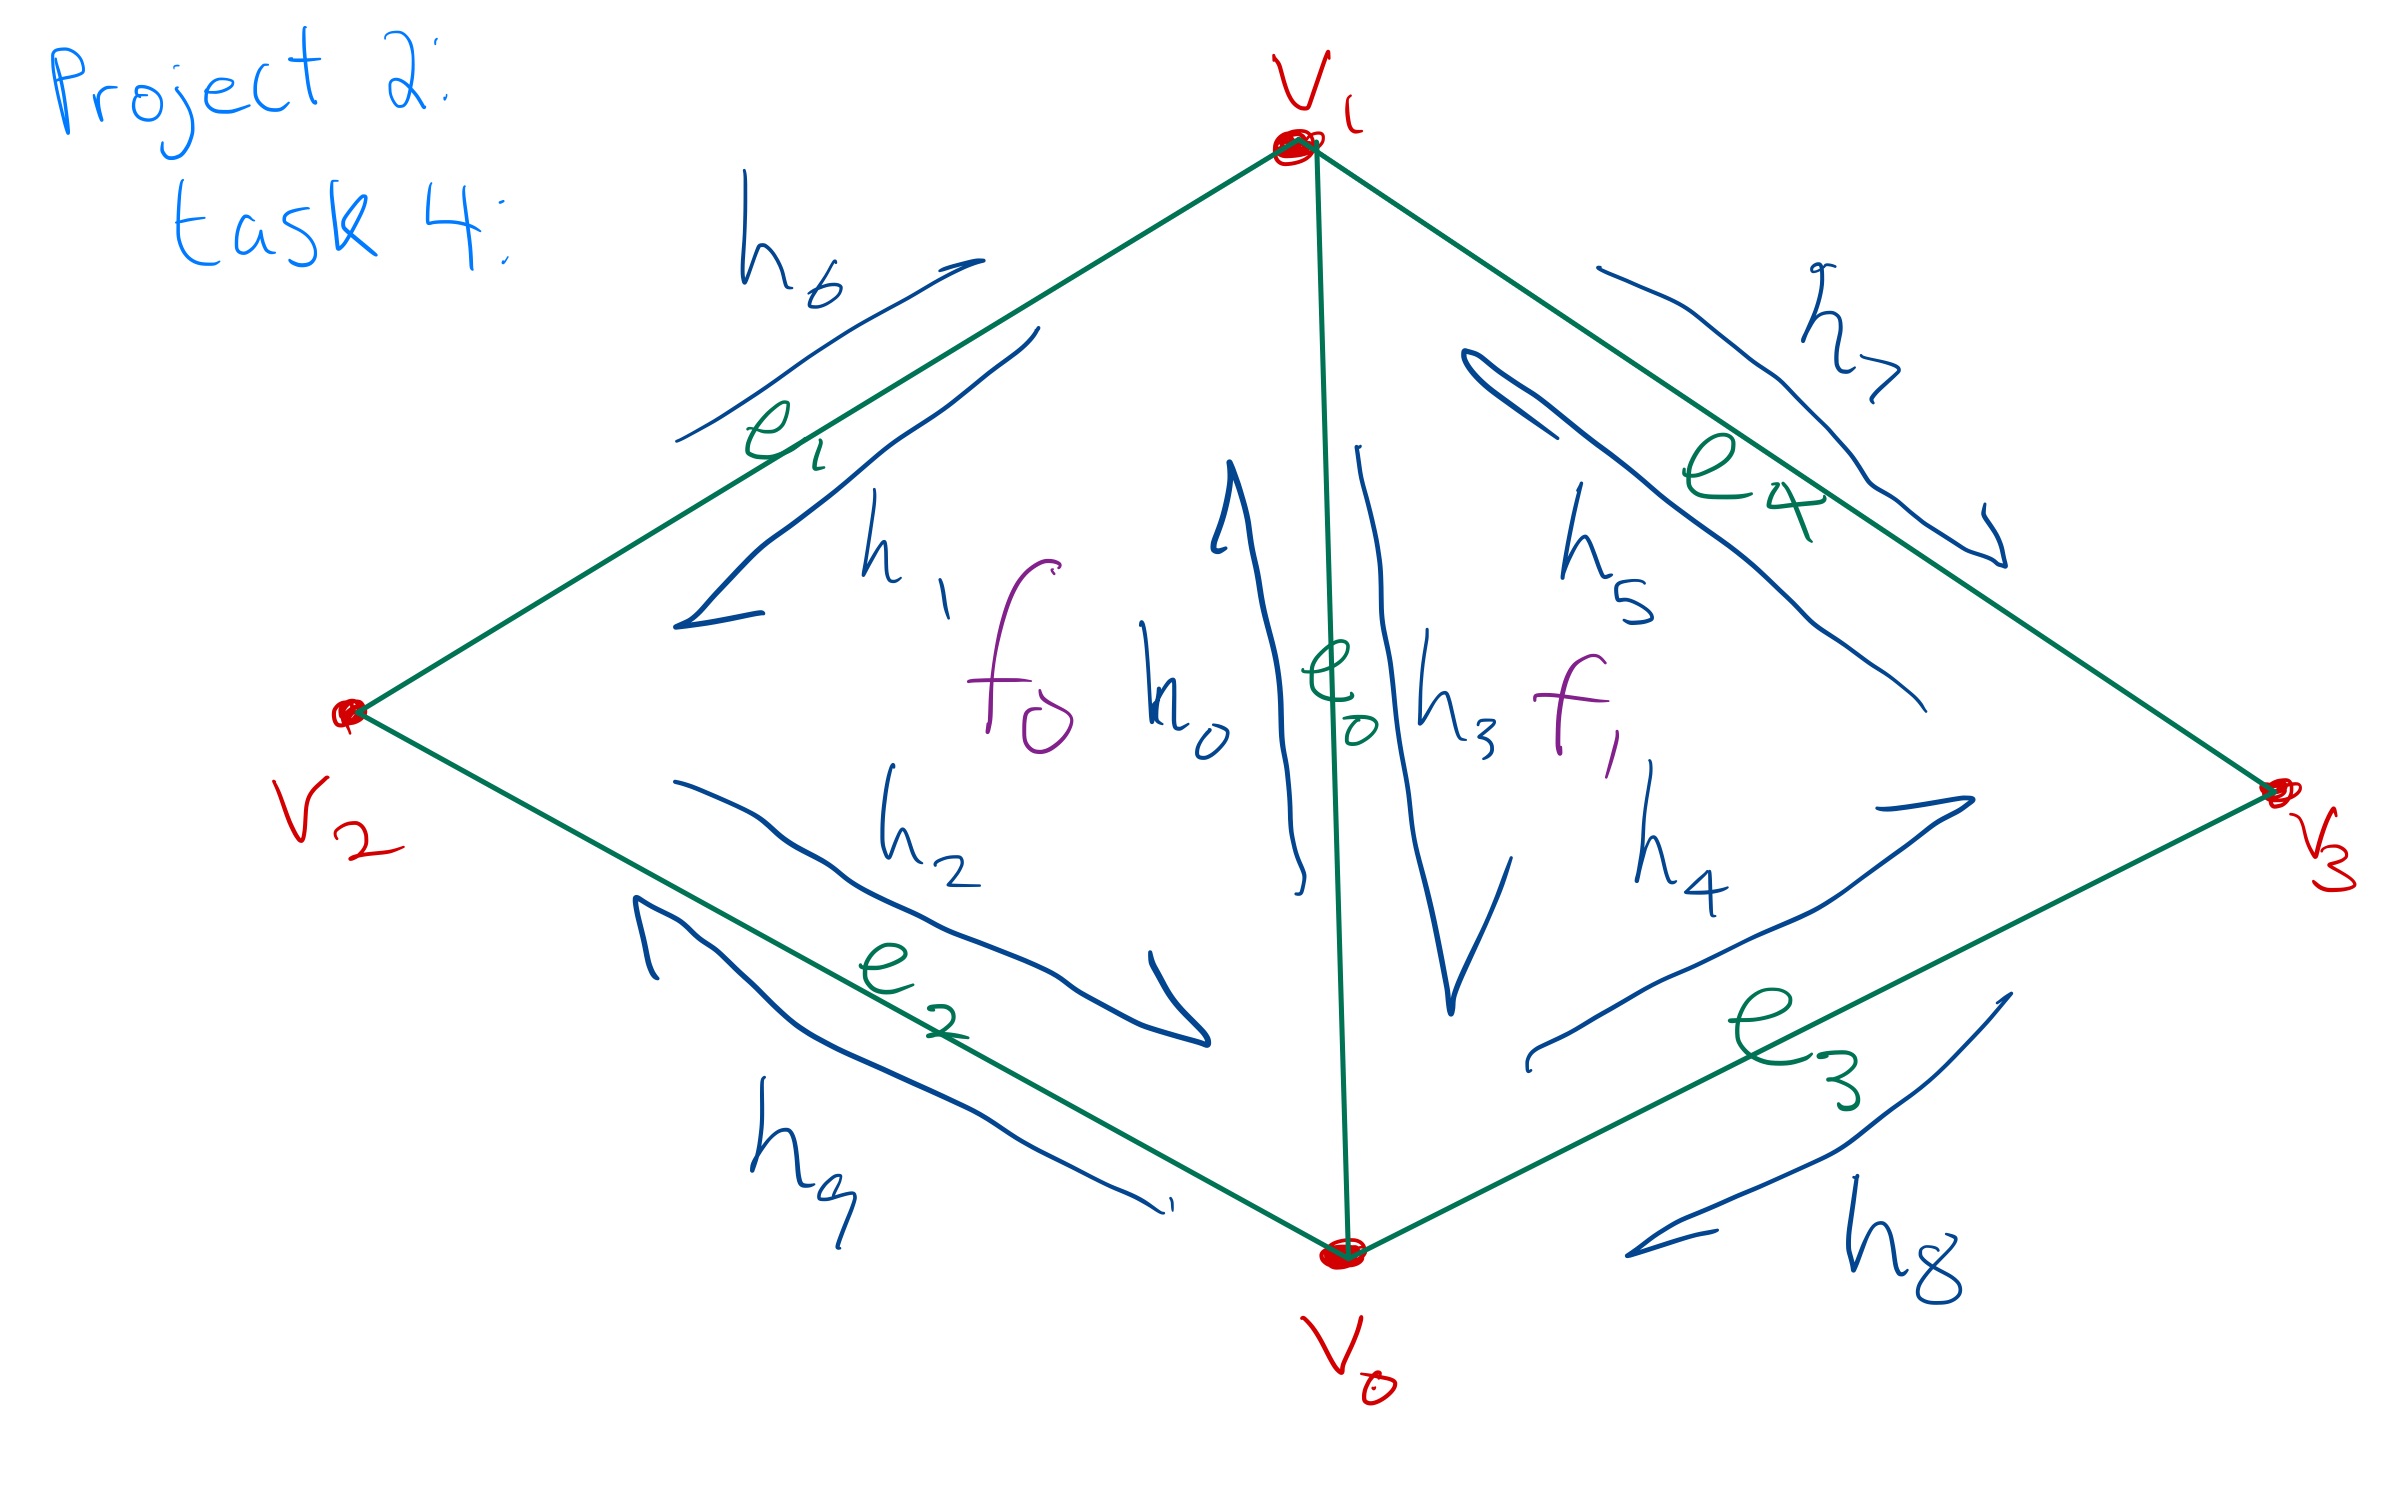 Project 2:
V₁
task 4:
h₆
h₇
e₁
e₄
h₁
h₅
f₀
h₀
e₀
h₃
f₁
V₂
h₂
h₄
V₃
e₂
e₃
h₉
h₈
V₀